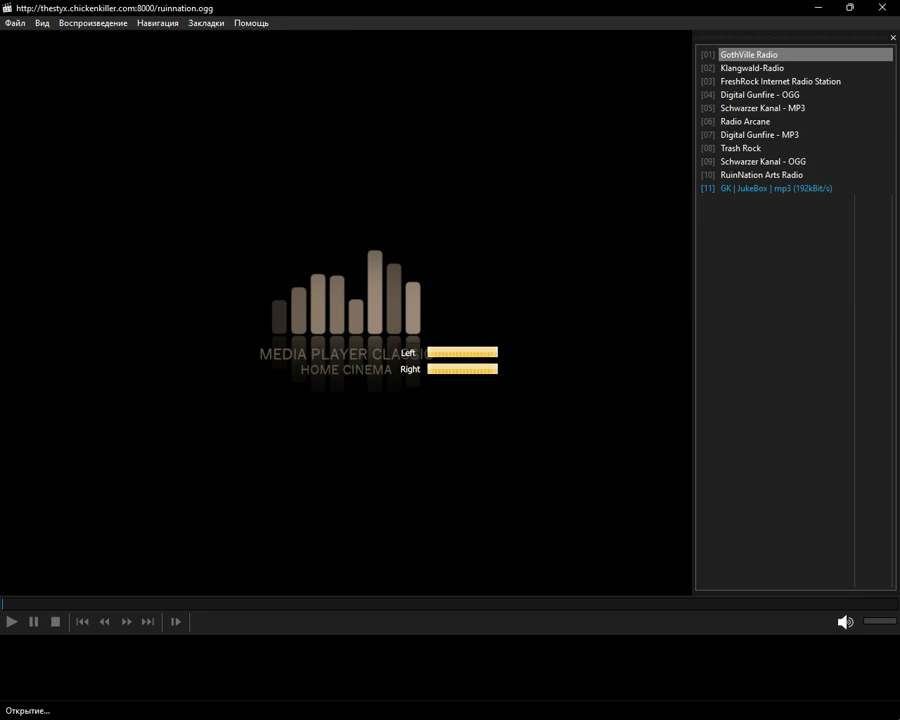 http://thestyx.chickenkiller.com:8000/ruinnation.ogg
Файл Вид Воспроизведение Навигация Закладки Помощь
[01] GothVille Radio
[02] Klangwald-Radio
[03] FreshRock Internet Radio Station
[04] Digital Gunfire - OGG
[05] Schwarzer Kanal - MP3
[06] Radio Arcane
[07] Digital Gunfire - MP3
[08] Trash Rock
[09] Schwarzer Kanal - OGG
[10] RuinNation Arts Radio
[11] GK | JukeBox | mp3 (192kBit/s)
MEDIA PLAYER CLASSIC
HOME CINEMA
Left
Right
Открытие...